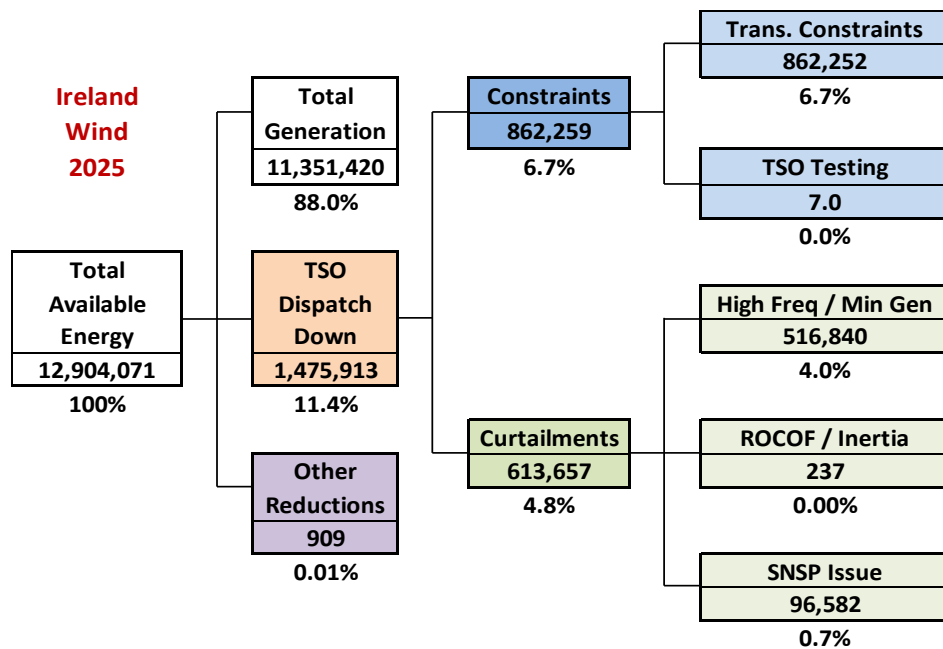 Ireland
Wind
2025
Total
Available
Energy
12,904,071
100%
Total
Generation
11,351,420
88.0%
TSO
Dispatch
Down
1,475,913
11.4%
Other
Reductions
909
0.01%
Constraints
862,259
6.7%
Curtailments
613,657
4.8%
Trans. Constraints
862,252
6.7%
TSO Testing
7.0
0.0%
High Freq / Min Gen
516,840
4.0%
ROCOF / Inertia
237
0.00%
SNSP Issue
96,582
0.7%